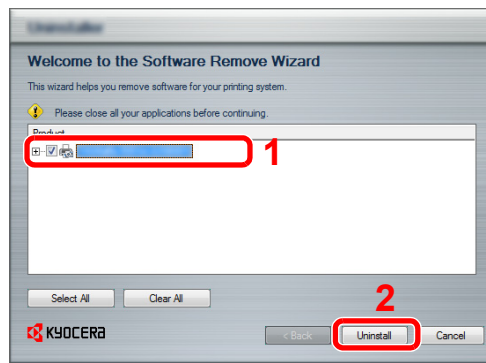 Welcome to the Software Remove Wizard
This wizard helps you remove software for your printing system.
Please close all your applications before continuing.
Product
1
Select All
Clear All
2
KYOCERA
< Back
Uninstall
Cancel